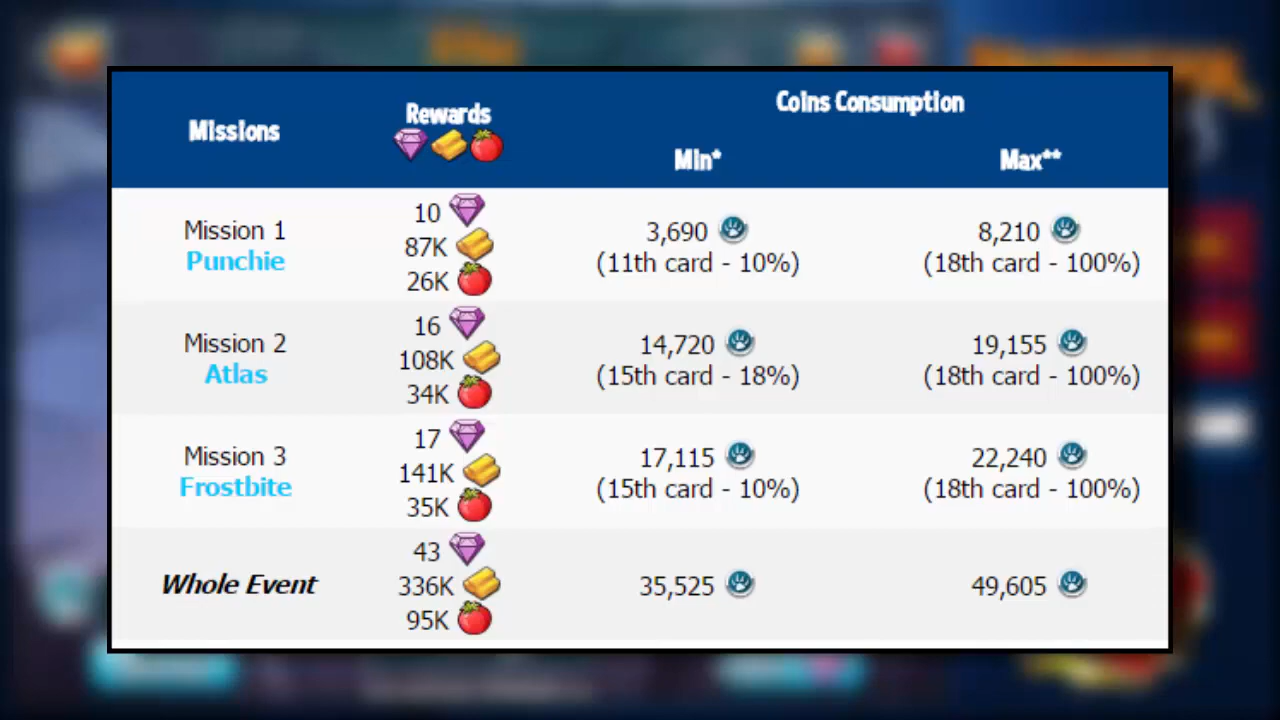 Missions
Rewards
Coins Consumption
Min*
Max**
Mission 1
Punchie
10
87K
26K
3,690
(11th card - 10%)
8,210
(18th card - 100%)
Mission 2
Atlas
16
108K
34K
14,720
(15th card - 18%)
19,155
(18th card - 100%)
Mission 3
Frostbite
17
141K
35K
17,115
(15th card - 10%)
22,240
(18th card - 100%)
Whole Event
43
336K
95K
35,525
49,605